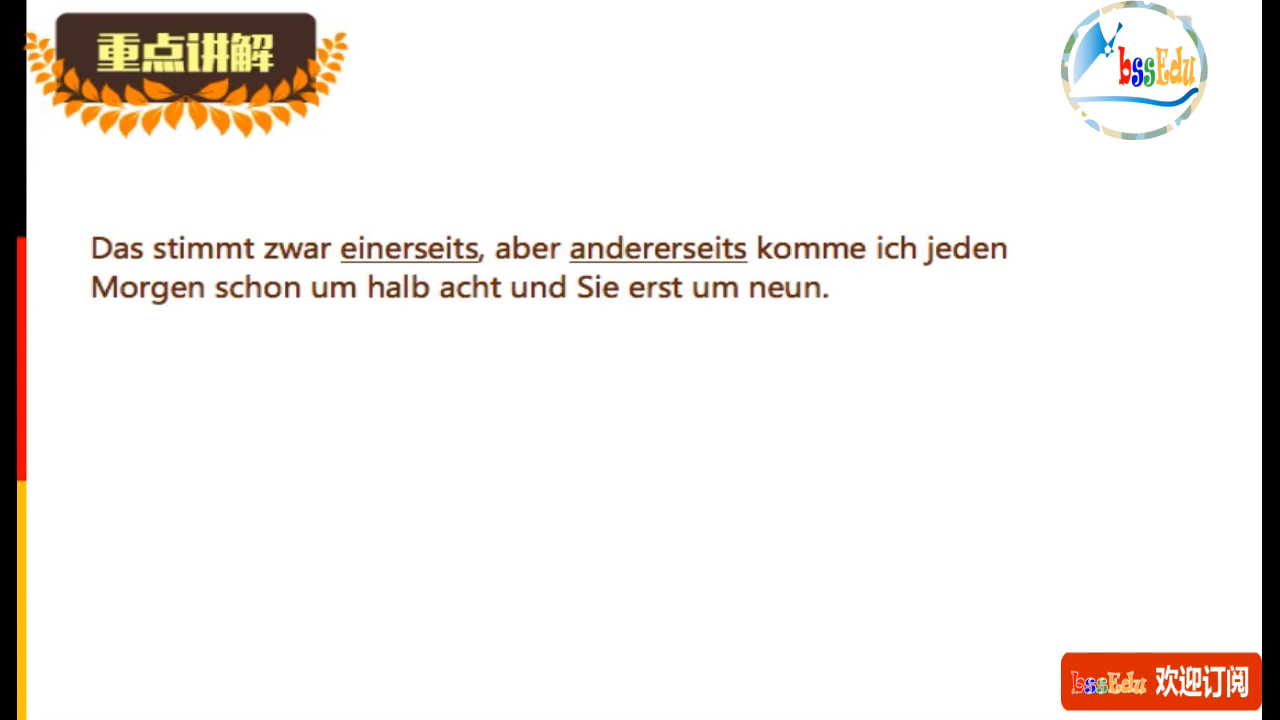 重点讲解
bssEdu
Das stimmt zwar einerseits, aber andererseits komme ich jeden
Morgen schon um halb acht und Sie erst um neun.
bssEdu 欢迎订阅